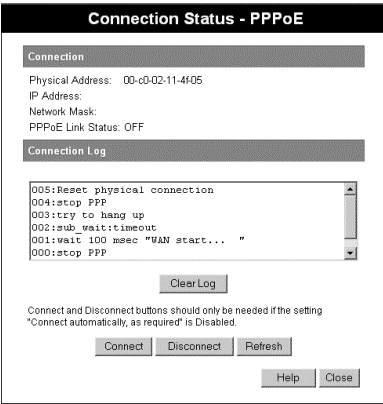 Connection Status - PPPoE
Connection
Physical Address: 00-c0-02-11-4f-05
IP Address:
Network Mask:
PPPoE Link Status: OFF
Connection Log
005:Reset physical connection
004:stop PPP
003:try to hang up
002:sub_wait:timeout
001:wait 100 msec "WAN start... "
000:stop PPP
Clear Log
Connect and Disconnect buttons should only be needed if the setting
"Connect automatically, as required" is Disabled.
Connect Disconnect Refresh
Help Close